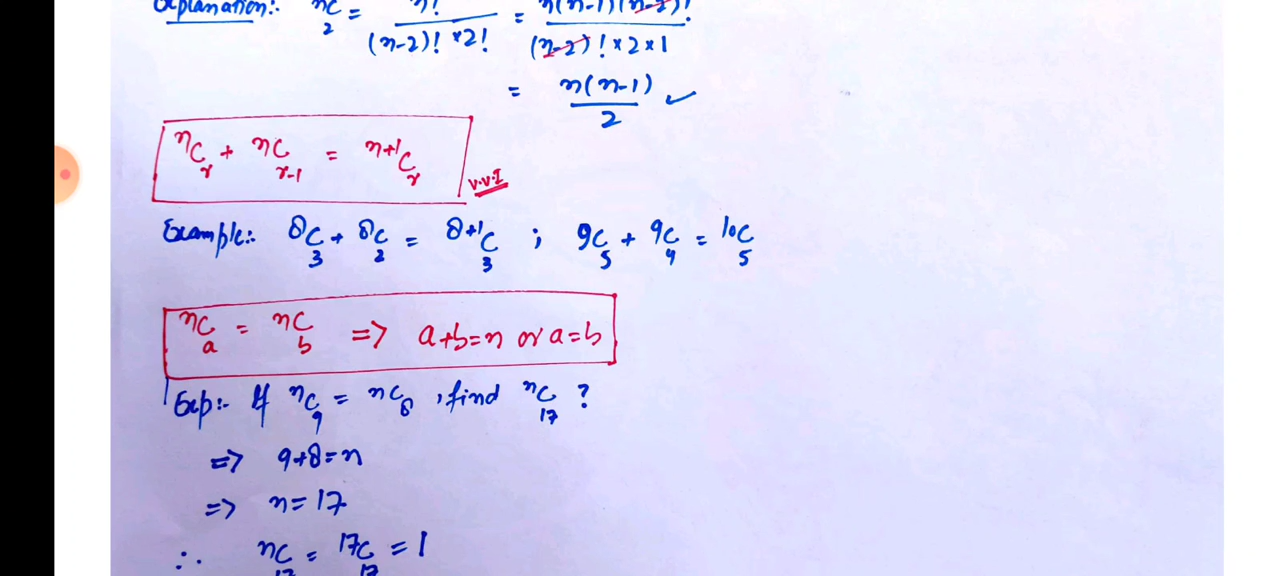 Explanation:- nC2 = n! / (n-2)! × 2! = n(n-1)(n-2)! / (n-2)! × 2 × 1
= n(n-1) / 2 ✓
nCr + nCr-1 = n+1Cr
V.V.I
Example:- 8C3 + 8C2 = 8+1C3 ; 9C5 + 9C4 = 10C5
nCa = nCb => a+b=n or a=b
Exp:- If nC9 = nC8 , find nC17 ?
=> 9+8=n
=> n=17
∴ nC17 = 17C17 = 1